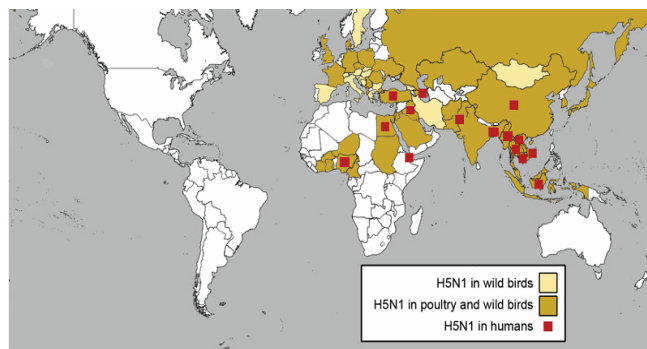 H5N1 in wild birds
H5N1 in poultry and wild birds
H5N1 in humans